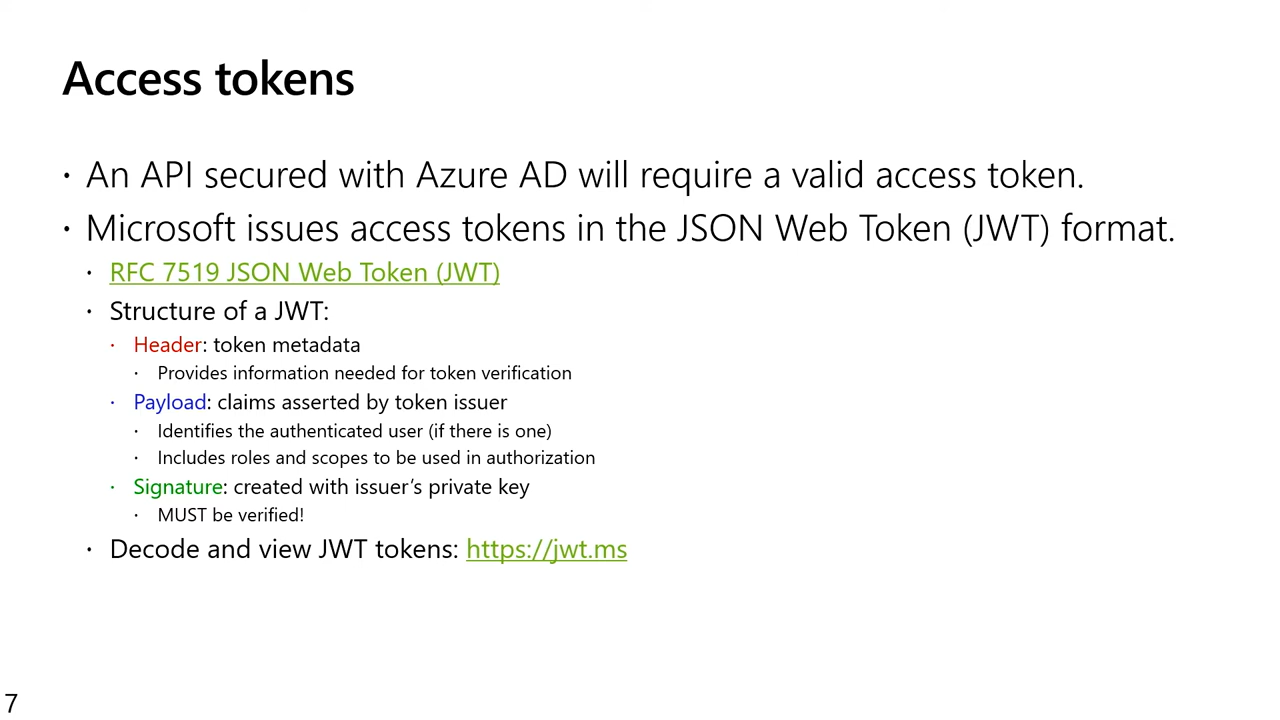 Access tokens
· An API secured with Azure AD will require a valid access token.
· Microsoft issues access tokens in the JSON Web Token (JWT) format.
· RFC 7519 JSON Web Token (JWT)
· Structure of a JWT:
· Header: token metadata
· Provides information needed for token verification
· Payload: claims asserted by token issuer
· Identifies the authenticated user (if there is one)
· Includes roles and scopes to be used in authorization
· Signature: created with issuer’s private key
· MUST be verified!
· Decode and view JWT tokens: https://jwt.ms
7